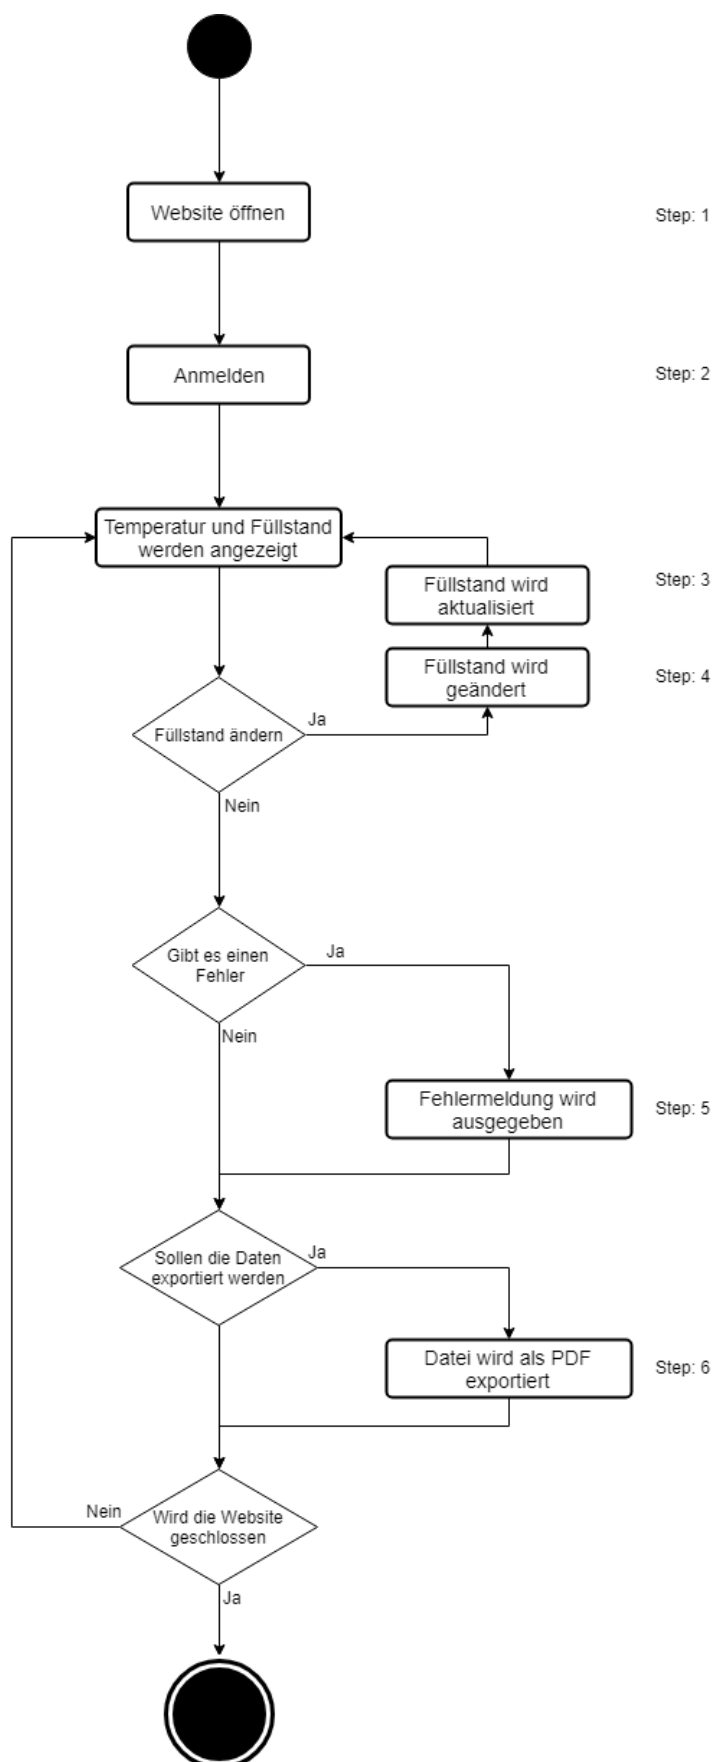 Website öffnen
Step: 1
Anmelden
Step: 2
Temperatur und Füllstand
werden angezeigt
Füllstand wird
aktualisiert
Step: 3
Füllstand wird
geändert
Step: 4
Füllstand ändern
Ja
Nein
Gibt es einen
Fehler
Ja
Nein
Fehlermeldung wird
ausgegeben
Step: 5
Sollen die Daten
exportiert werden
Ja
Datei wird als PDF
exportiert
Step: 6
Nein
Wird die Website
geschlossen
Ja